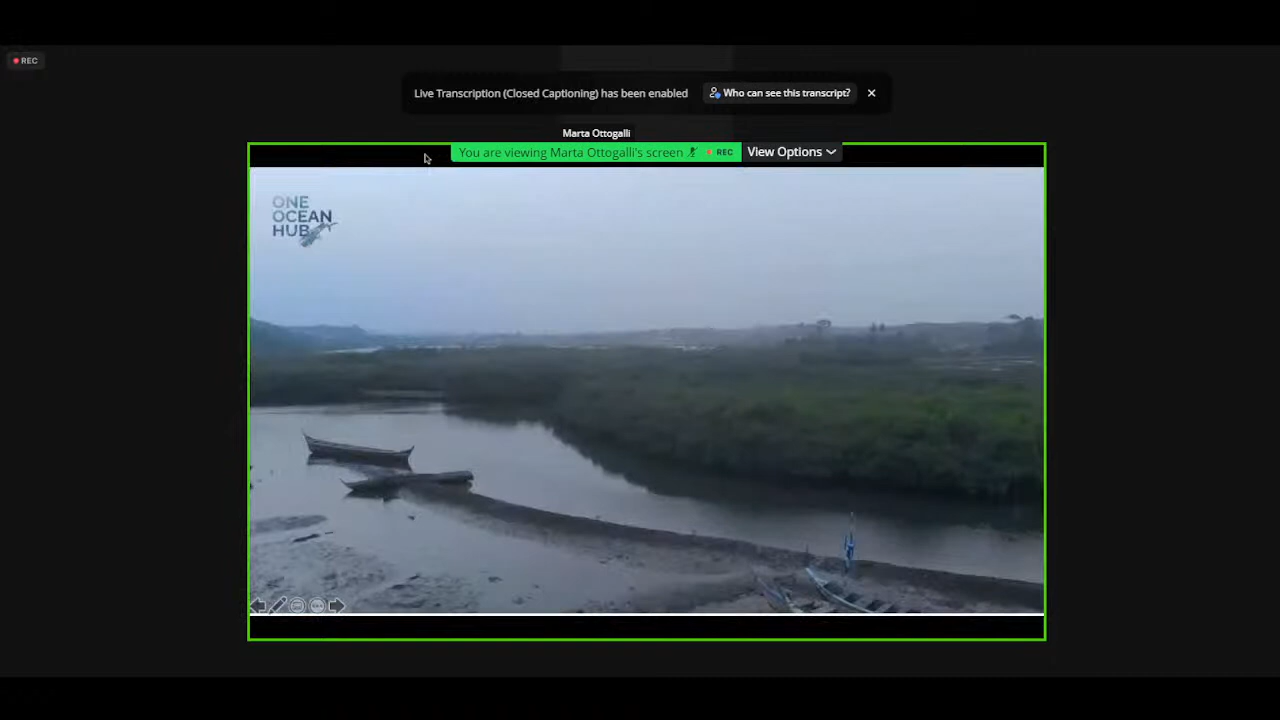 REC
Live Transcription (Closed Captioning) has been enabled
Who can see this transcript?
Marta Ottogalli
You are viewing Marta Ottogalli's screen
REC
View Options
ONE
OCEAN
HUB